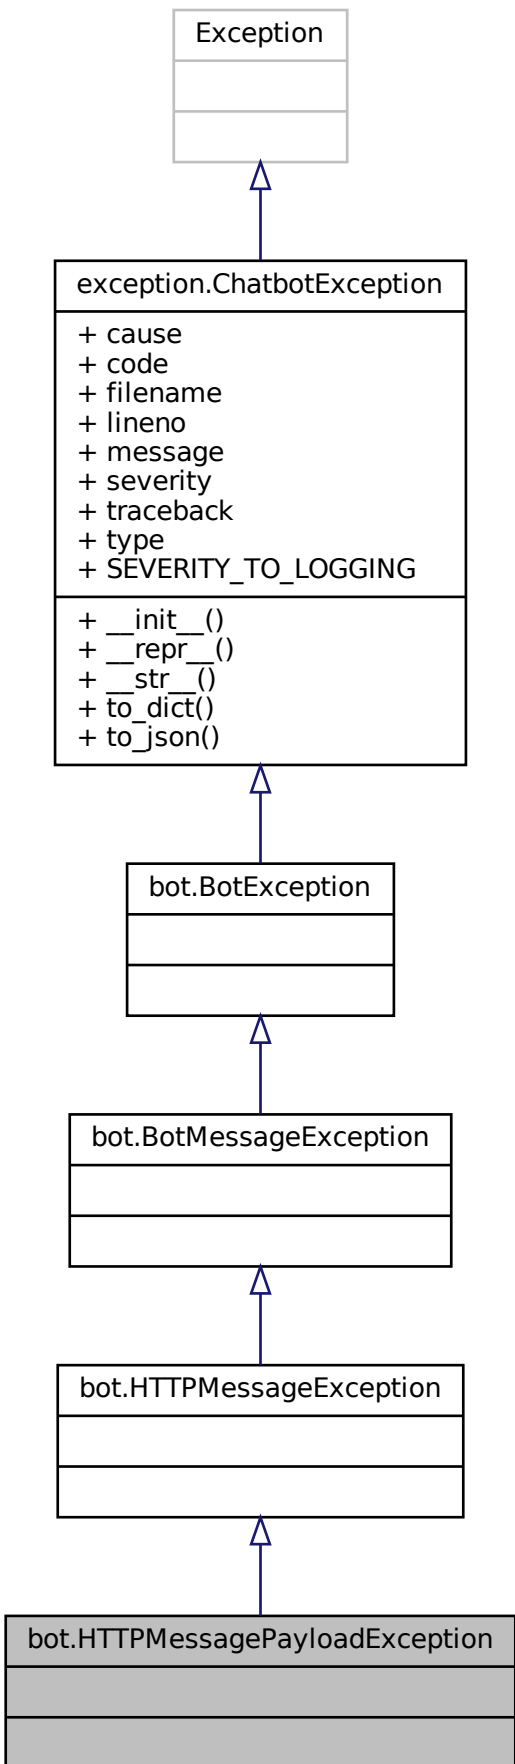 Exception
exception.ChatbotException
+ cause
+ code
+ filename
+ lineno
+ message
+ severity
+ traceback
+ type
+ SEVERITY_TO_LOGGING
+ __init__()
+ __repr__()
+ __str__()
+ to_dict()
+ to_json()
bot.BotException
bot.BotMessageException
bot.HTTPMessageException
bot.HTTPMessagePayloadException